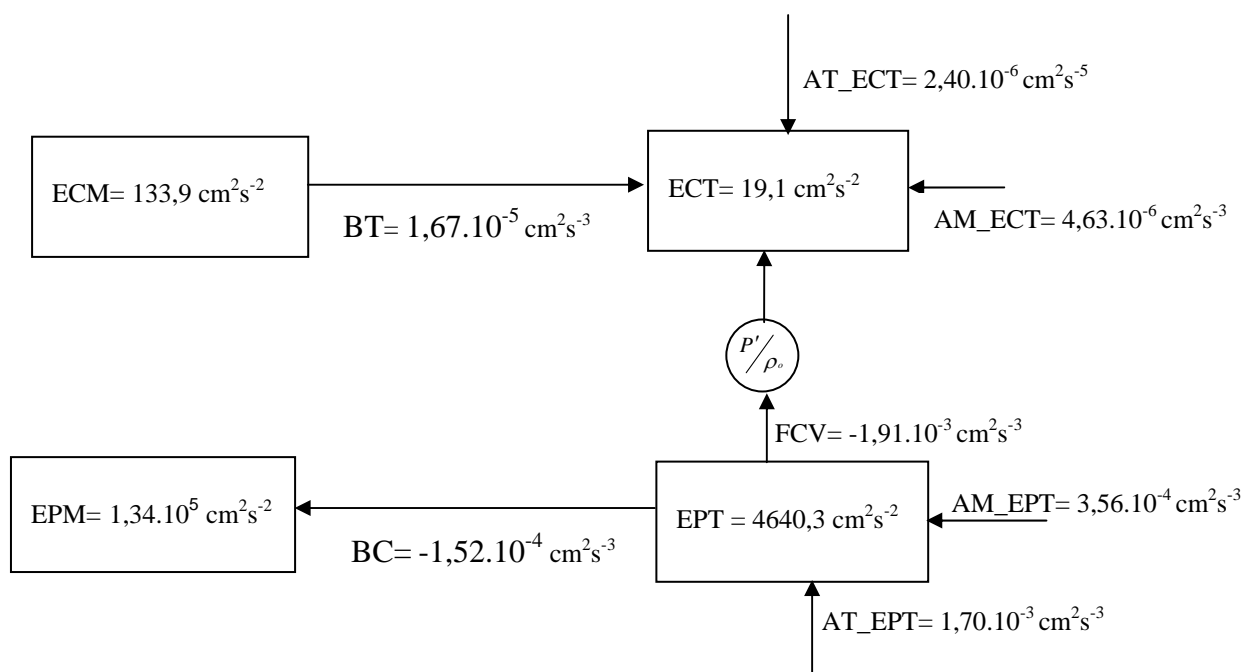 AT_ECT= 2,40.10⁻⁶ cm²s⁻⁵
ECM= 133,9 cm²s⁻²
ECT= 19,1 cm²s⁻²
BT= 1,67.10⁻⁵ cm²s⁻³
AM_ECT= 4,63.10⁻⁶ cm²s⁻³
P'/ρₒ
FCV= -1,91.10⁻³ cm²s⁻³
EPM= 1,34.10⁵ cm²s⁻²
EPT = 4640,3 cm²s⁻²
AM_EPT= 3,56.10⁻⁴ cm²s⁻³
BC= -1,52.10⁻⁴ cm²s⁻³
AT_EPT= 1,70.10⁻³ cm²s⁻³